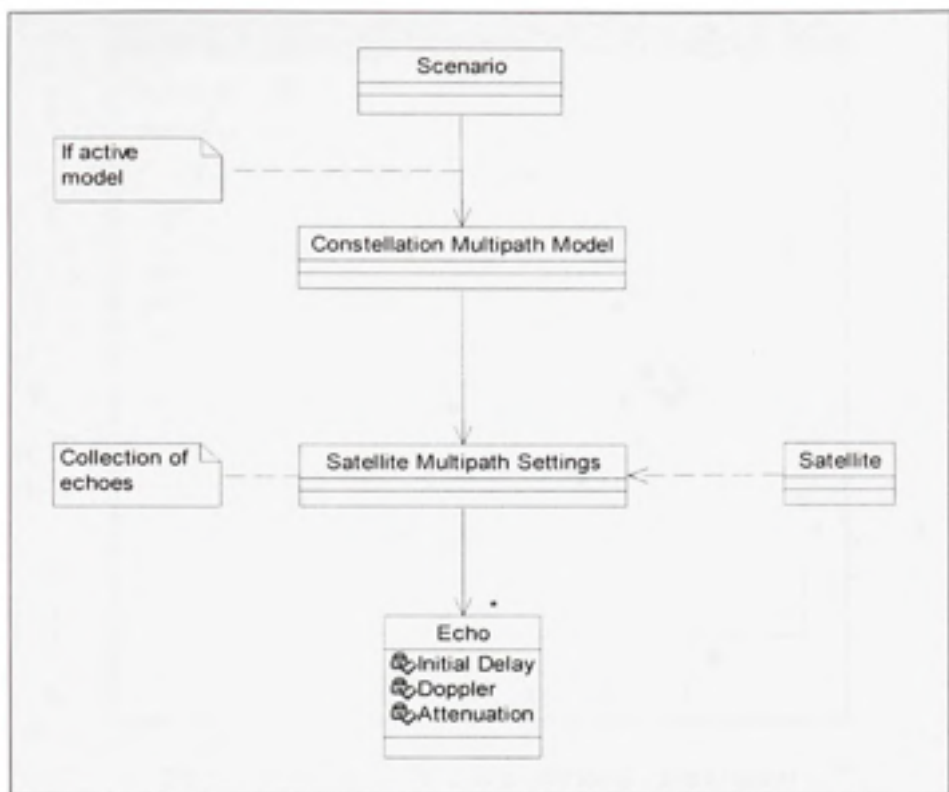 Scenario
If active
model
Constellation Multipath Model
Collection of
echoes
Satellite Multipath Settings
Satellite
*
Echo
Initial Delay
Doppler
Attenuation